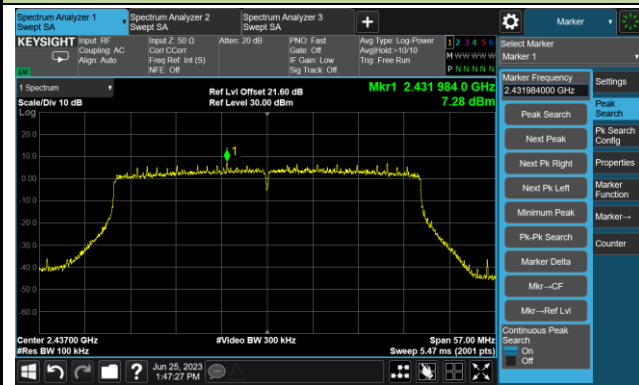 Spectrum Analyzer 1
Swept SA
Spectrum Analyzer 2
Swept SA
Spectrum Analyzer 3
Swept SA
+
Marker
KEYSIGHT
Input: RF
Coupling: AC
Align: Auto
Input Z: 50 Ω
Corr CCorr
Freq Ref: Int (S)
NFE: Off
Atten: 20 dB
PNO: Fast
Gate: Off
IF Gain: Low
Sig Track: Off
Avg Type: Log-Power
Avg|Hold:>10/10
Trig: Free Run
1 2 3 4 5 6
M W W W W W
P N N N N N
Select Marker
Marker 1
1 Spectrum
Scale/Div 10 dB
Log
Ref Lvl Offset 21.60 dB
Ref Level 30.00 dBm
Mkr1 2.431 984 0 GHz
7.28 dBm
20.0
10.0
0.00
-10.0
-20.0
-30.0
-40.0
-50.0
-60.0
1
Center 2.43700 GHz
#Res BW 100 kHz
#Video BW 300 kHz
Span 57.00 MHz
Sweep 5.47 ms (2001 pts)
Marker Frequency
2.431984000 GHz
Peak Search
Next Peak
Next Pk Right
Next Pk Left
Minimum Peak
Pk-Pk Search
Marker Delta
Mkr→CF
Mkr→Ref Lvl
Continuous Peak
Search
On
Off
Settings
Peak
Search
Pk Search
Config
Properties
Marker
Function
Marker→
Counter
?
Jun 25, 2023
1:47:27 PM